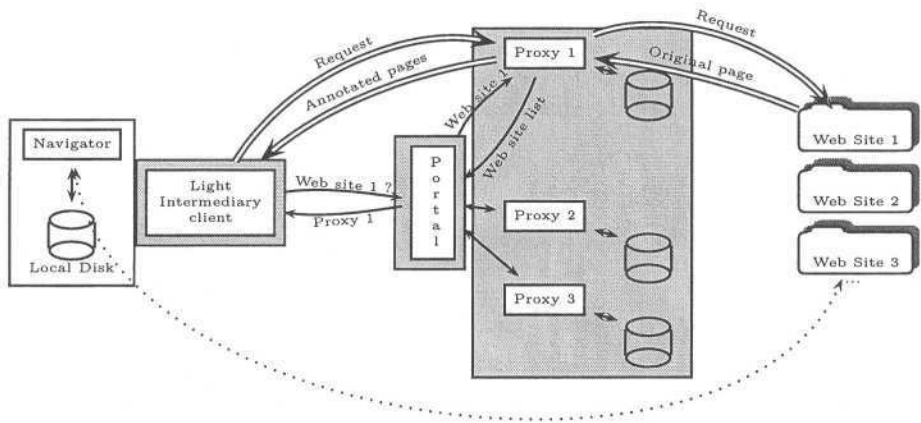 Request
Annotated pages
Proxy 1
Request
Original page
Web site 1
Web site list
Web Site 1
Web Site 2
Web Site 3
...
Navigator
Local Disk
Light
Intermediary
client
Web site 1 ?
Proxy 1
P
o
r
t
a
l
Proxy 2
Proxy 3